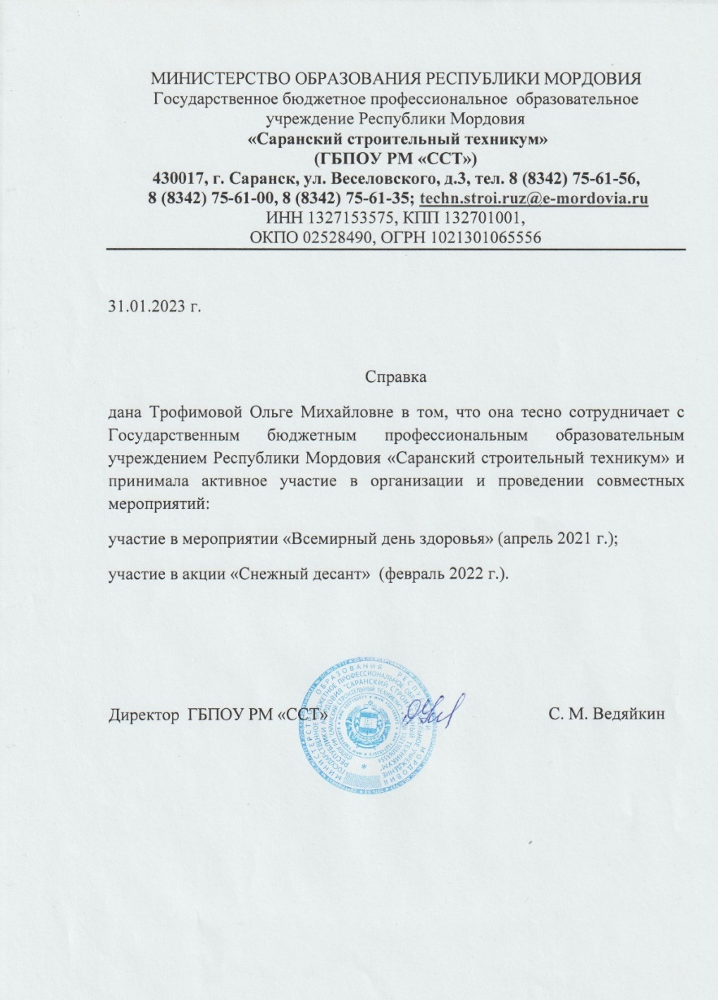 МИНИСТЕРСТВО ОБРАЗОВАНИЯ РЕСПУБЛИКИ МОРДОВИЯ
Государственное бюджетное профессиональное образовательное
учреждение Республики Мордовия
«Саранский строительный техникум»
(ГБПОУ РМ «ССТ»)
430017, г. Саранск, ул. Веселовского, д.3, тел. 8 (8342) 75-61-56,
8 (8342) 75-61-00, 8 (8342) 75-61-35; techn.stroi.ruz@e-mordovia.ru
ИНН 1327153575, КПП 132701001,
ОКПО 02528490, ОГРН 1021301065556
31.01.2023 г.
Справка
дана Трофимовой Ольге Михайловне в том, что она тесно сотрудничает с
Государственным бюджетным профессиональным образовательным
учреждением Республики Мордовия «Саранский строительный техникум» и
принимала активное участие в организации и проведении совместных
мероприятий:
участие в мероприятии «Всемирный день здоровья» (апрель 2021 г.);
участие в акции «Снежный десант» (февраль 2022 г.).
Директор ГБПОУ РМ «ССТ» С. М. Ведяйкин